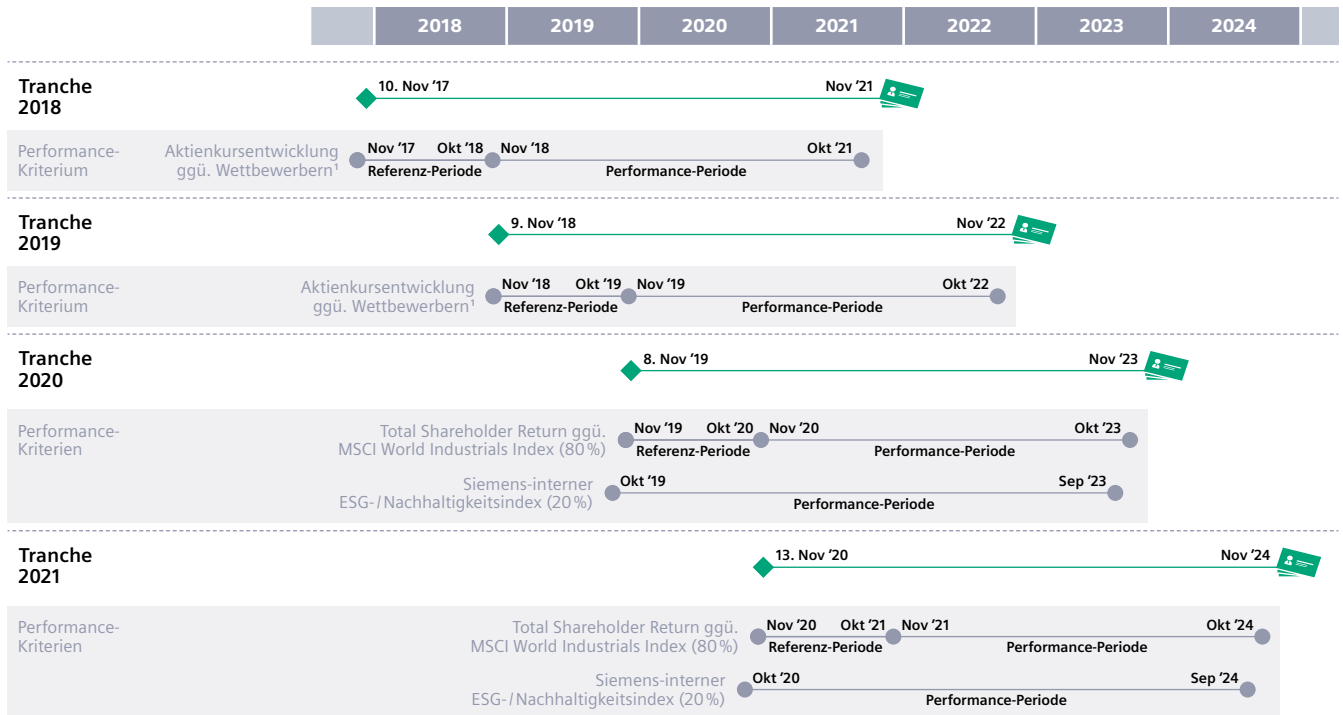 2018 2019 2020 2021 2022 2023 2024
Tranche
2018
10. Nov ’17 Nov ’21
Performance-
Kriterium
Aktienkursentwicklung
ggü. Wettbewerbern¹
Nov ’17 Okt ’18 Nov ’18 Okt ’21
Referenz-Periode Performance-Periode
Tranche
2019
9. Nov ’18 Nov ’22
Performance-
Kriterium
Aktienkursentwicklung
ggü. Wettbewerbern¹
Nov ’18 Okt ’19 Nov ’19 Okt ’22
Referenz-Periode Performance-Periode
Tranche
2020
8. Nov ’19 Nov ’23
Performance-
Kriterien
Total Shareholder Return ggü.
MSCI World Industrials Index (80 %)
Nov ’19 Okt ’20 Nov ’20 Okt ’23
Referenz-Periode Performance-Periode
Siemens-interner
ESG- / Nachhaltigkeitsindex (20 %)
Okt ’19 Sep ’23
Performance-Periode
Tranche
2021
13. Nov ’20 Nov ’24
Performance-
Kriterien
Total Shareholder Return ggü.
MSCI World Industrials Index (80 %)
Nov ’20 Okt ’21 Nov ’21 Okt ’24
Referenz-Periode Performance-Periode
Siemens-interner
ESG- / Nachhaltigkeitsindex (20 %)
Okt ’20 Sep ’24
Performance-Periode